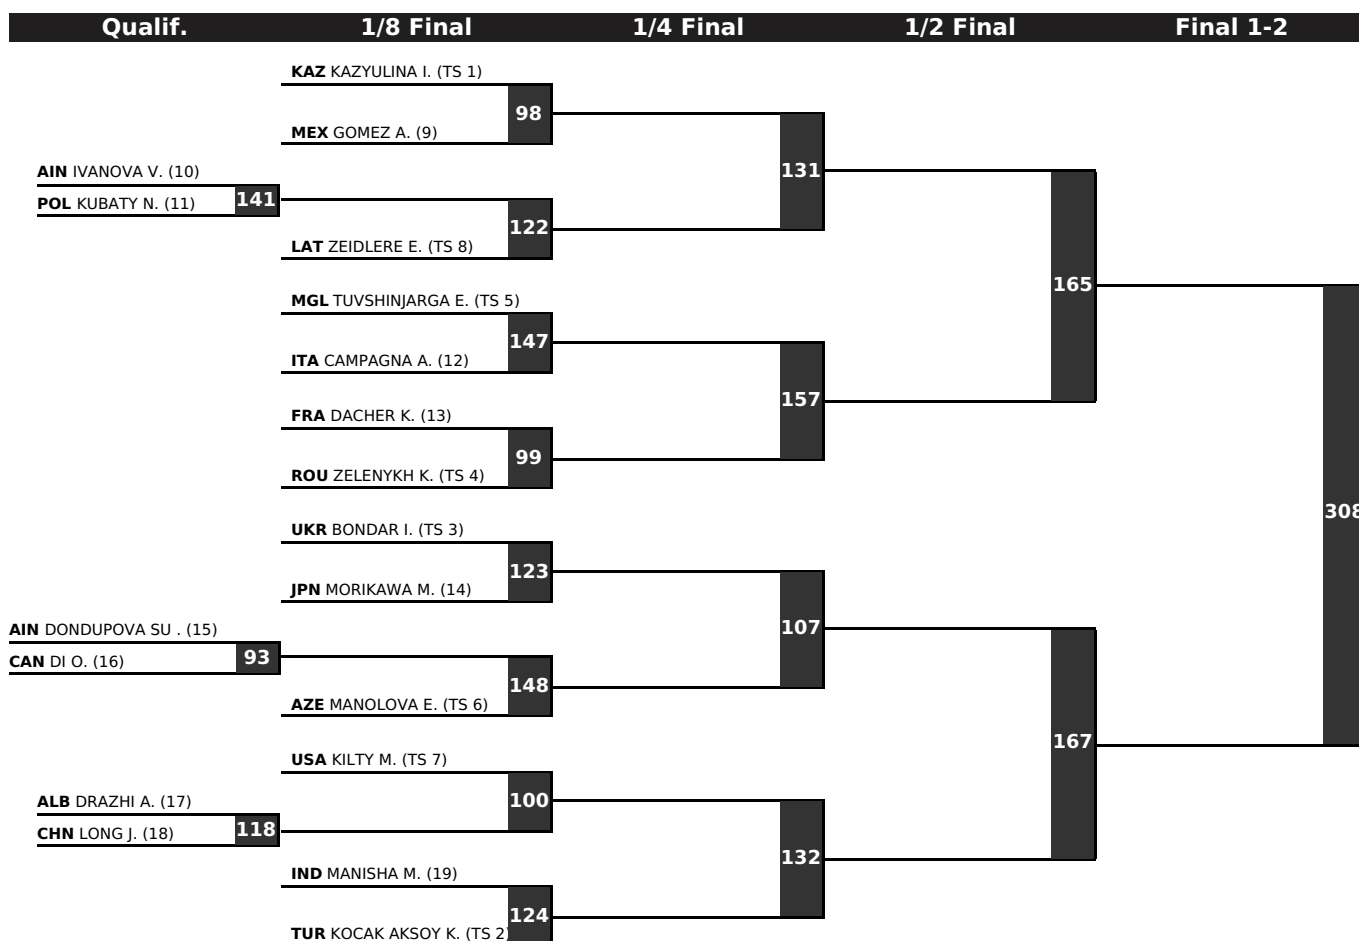 Qualif. 1/8 Final 1/4 Final 1/2 Final Final 1-2
KAZ KAZYULINA I. (TS 1)
98
MEX GOMEZ A. (9)
131
AIN IVANOVA V. (10)
POL KUBATY N. (11) 141
122
LAT ZEIDLERE E. (TS 8)
165
MGL TUVSHINJARGA E. (TS 5)
147
ITA CAMPAGNA A. (12)
157
FRA DACHER K. (13)
99
ROU ZELENYKH K. (TS 4)
308
UKR BONDAR I. (TS 3)
123
JPN MORIKAWA M. (14)
107
AIN DONDUPOVA SU . (15)
CAN DI O. (16) 93
148
AZE MANOLOVA E. (TS 6)
167
USA KILTY M. (TS 7)
100
ALB DRAZHI A. (17)
CHN LONG J. (18) 118
132
IND MANISHA M. (19)
124
TUR KOCAK AKSOY K. (TS 2)